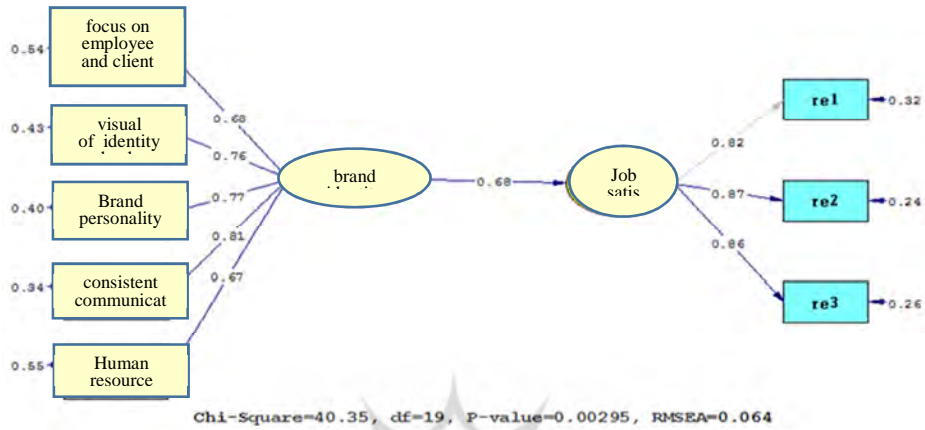 focus on
employee
and client
0.54
visual
of identity
0.43
Brand
personality
0.40
consistent
communicat
0.34
Human
resource
0.55
0.68
0.76
0.77
0.81
0.67
brand
0.68
Job
satis
0.82
0.87
0.86
re1
0.32
re2
0.24
re3
0.26
Chi-Square=40.35, df=19, P-value=0.00295, RMSEA=0.064